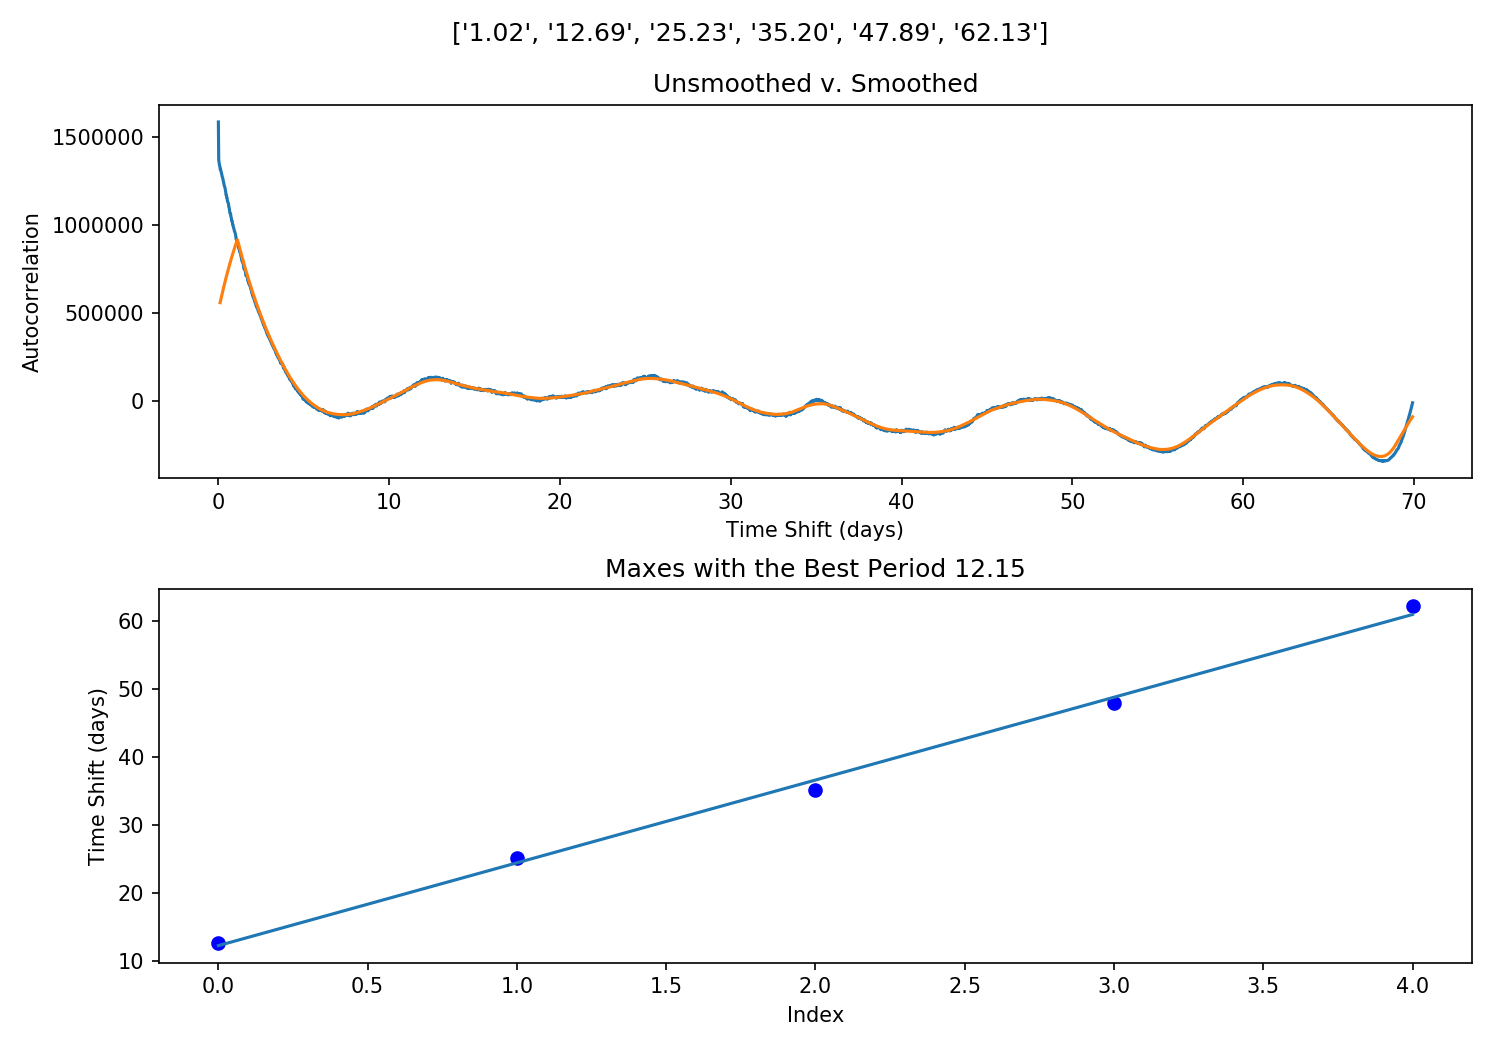 ['1.02', '12.69', '25.23', '35.20', '47.89', '62.13']
Unsmoothed v. Smoothed
Autocorrelation
1500000
1000000
500000
0
0 10 20 30 40 50 60 70
Time Shift (days)
Maxes with the Best Period 12.15
Time Shift (days)
60
50
40
30
20
10
0.0 0.5 1.0 1.5 2.0 2.5 3.0 3.5 4.0
Index